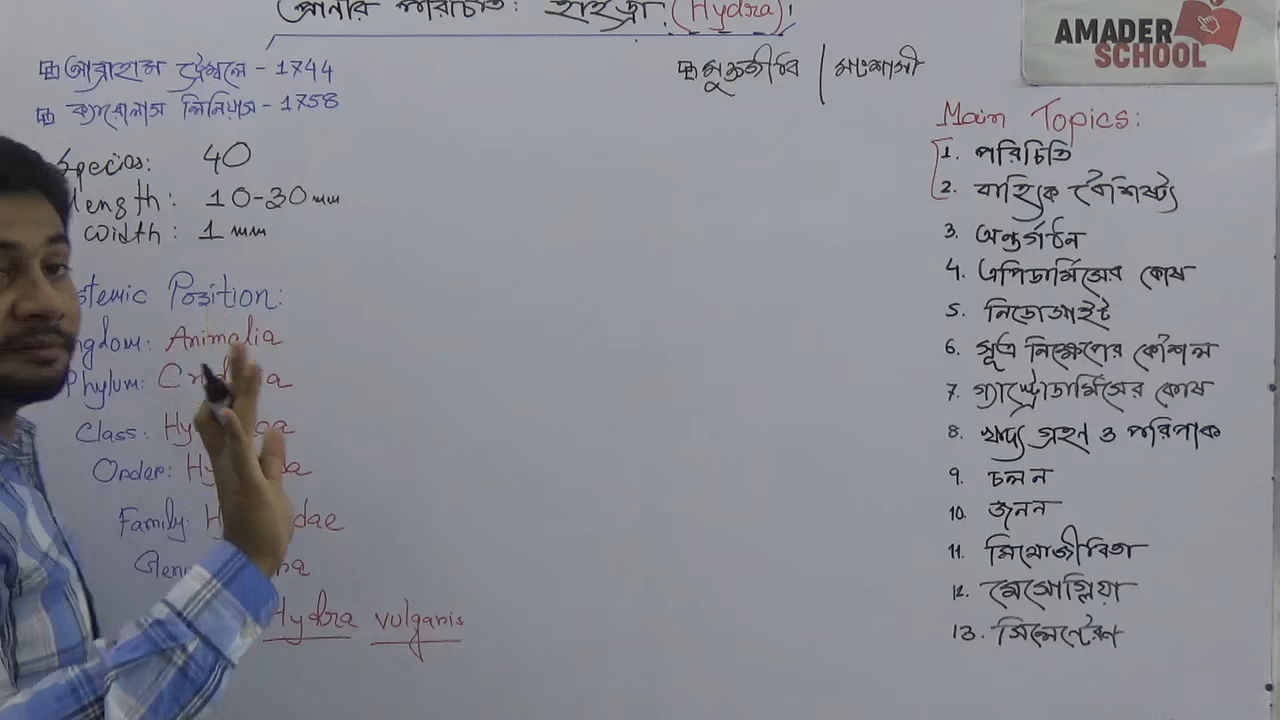 প্রাণীর পরিচিতি: হাইড্রা (Hydra)
AMADER
SCHOOL
আব্রাহাম ট্রেম্বলে - 1744
ক্যারোলাস লিনিয়াস - 1758
মুক্তজীবি | মাংশাসী
Species: 40
length: 10-30 mm
width: 1 mm
Position:
Animalia
Phylum:
Class:
Order:
Family:
Hydra vulgaris
Main Topics:
1. পরিচিতি
2. বাহ্যিক বৈশিষ্ট্য
3. অন্তর্গঠন
4. এপিডার্মিসের কোষ
5. নিডোসাইট
6. সূত্র নিক্ষেপের কৌশল
7. গ্যাস্ট্রোডার্মিসের কোষ
8. খাদ্য গ্রহণ ও পরিপাক
9. চলন
10. জনন
11. মিথোজীবিতা
12. মেসোগ্লিয়া
13. সিলেন্টেরণ